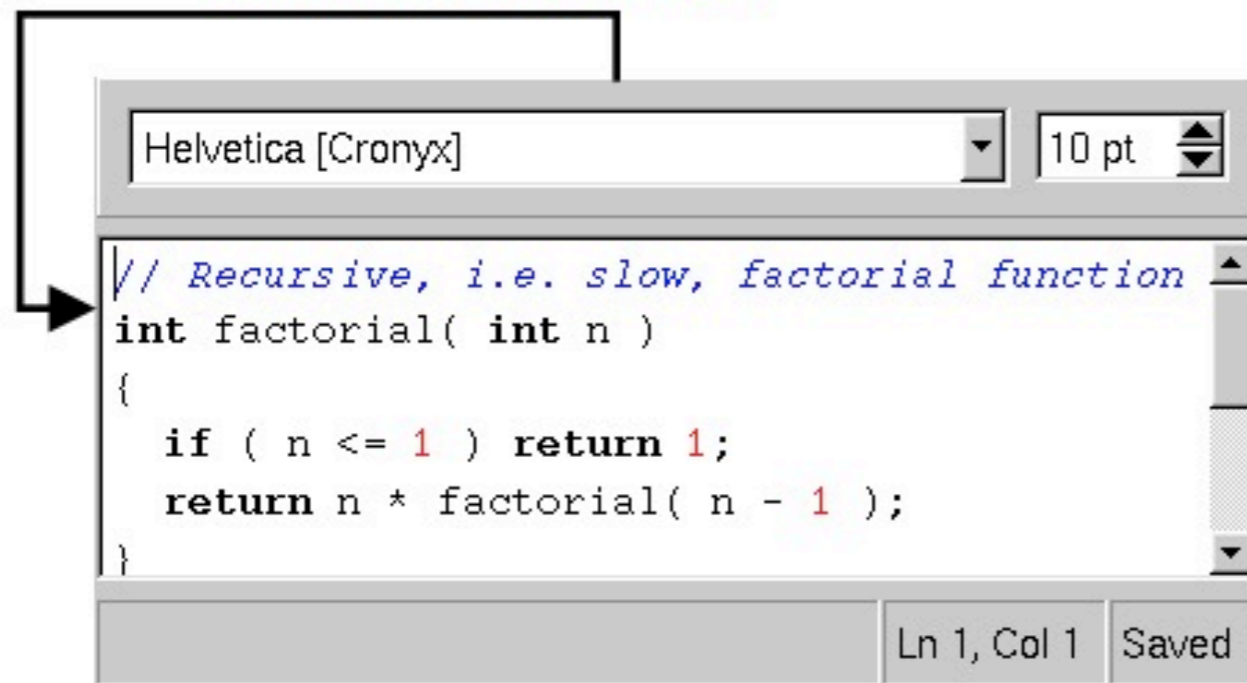 Helvetica [Cronyx] 10 pt
// Recursive, i.e. slow, factorial function
int factorial( int n )
{
  if ( n <= 1 ) return 1;
  return n * factorial( n - 1 );
}
Ln 1, Col 1 Saved